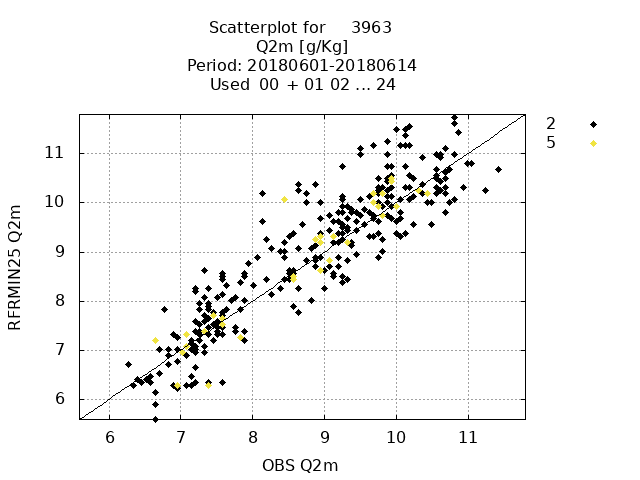 Scatterplot for 3963
Q2m [g/Kg]
Period: 20180601-20180614
Used 00 + 01 02 ... 24
2
5
RFRMIN25 Q2m
11
10
9
8
7
6
6 7 8 9 10 11
OBS Q2m